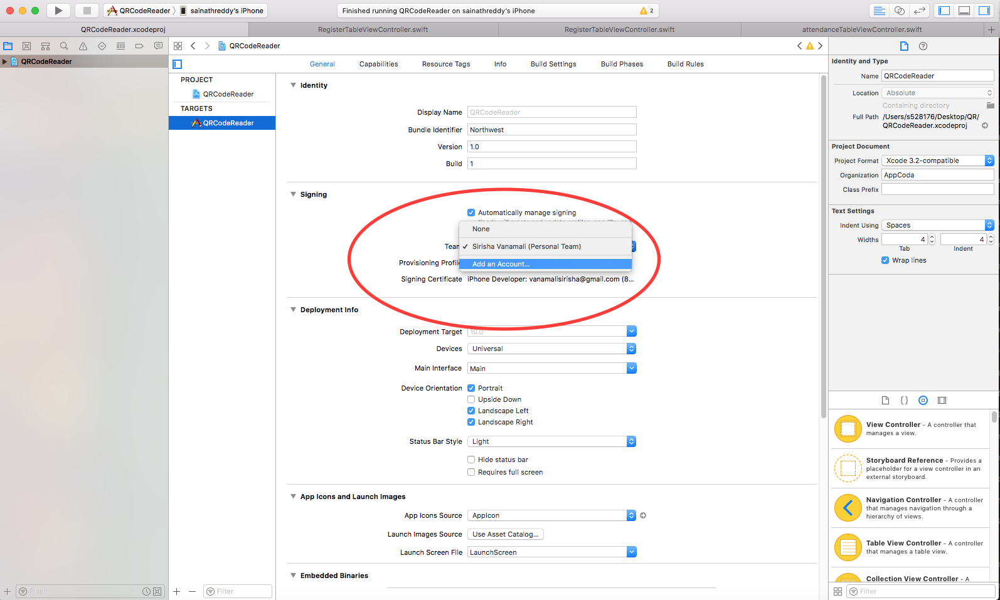 QRCodeReader
sainathreddy's iPhone
Finished running QRCodeReader on sainathreddy's iPhone
2
QRCodeReader.xcodeproj
RegisterTableViewController.swift
RegisterTableViewController.swift
attendanceTableViewController.swift
QRCodeReader
QRCodeReader
General
Capabilities
Resource Tags
Info
Build Settings
Build Phases
Build Rules
PROJECT
QRCodeReader
TARGETS
QRCodeReader
Identity
Display Name QRCodeReader
Bundle Identifier Northwest
Version 1.0
Build 1
Signing
Automatically manage signing
None
Team ✓ Sirisha Vanamali (Personal Team)
Provisioning Profile
Add an Account...
Signing Certificate iPhone Developer: vanamalisirisha@gmail.com (8...
Deployment Info
Deployment Target 10.0
Devices Universal
Main Interface Main
Device Orientation Portrait
Upside Down
Landscape Left
Landscape Right
Status Bar Style Light
Hide status bar
Requires full screen
App Icons and Launch Images
App Icons Source AppIcon
Launch Images Source Use Asset Catalog...
Launch Screen File LaunchScreen
Embedded Binaries
Filter
Filter
Identity and Type
Name QRCodeReader
Location Absolute
Containing directory
Full Path /Users/s528176/Desktop/QR/
QRCodeReader.xcodeproj
Project Document
Project Format Xcode 3.2-compatible
Organization AppCoda
Class Prefix
Text Settings
Indent Using Spaces
Widths 4 4
Tab Indent
Wrap lines
View Controller - A controller that
manages a view.
Storyboard Reference - Provides a
placeholder for a view controller in an
external storyboard.
Navigation Controller - A controller
that manages navigation through a
hierarchy of views.
Table View Controller - A controller
that manages a table view.
Collection View Controller - A
Filter